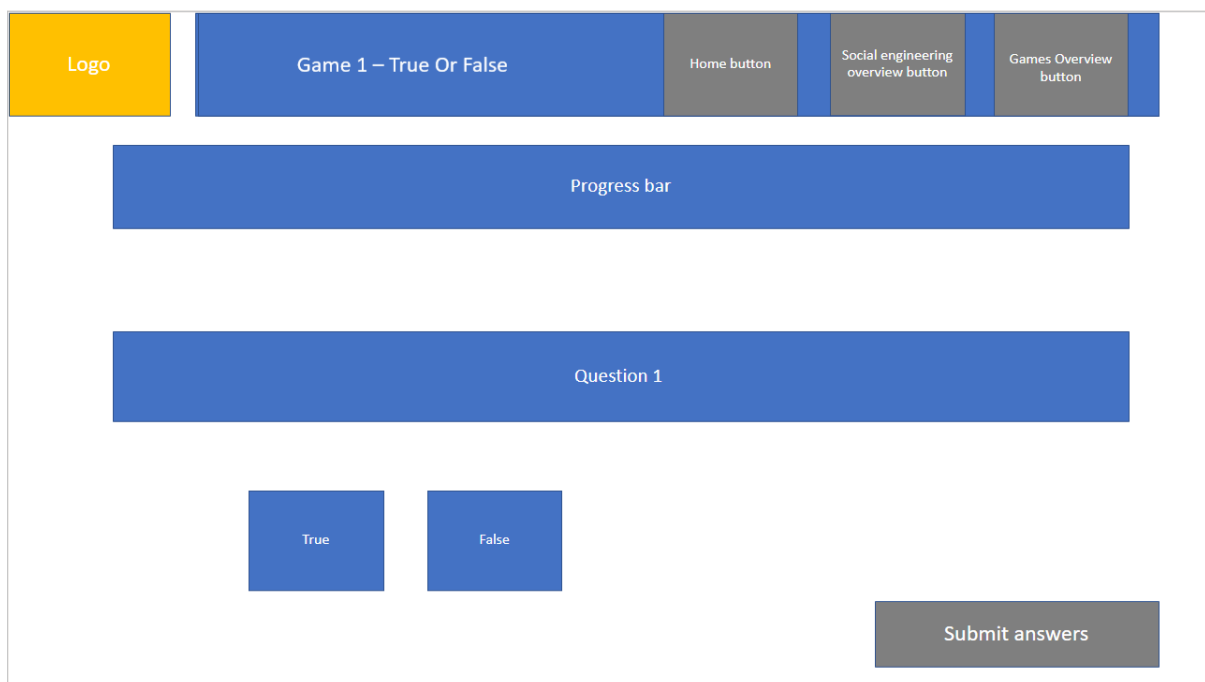 Logo
Game 1 – True Or False
Home button
Social engineering
overview button
Games Overview
button
Progress bar
Question 1
True
False
Submit answers